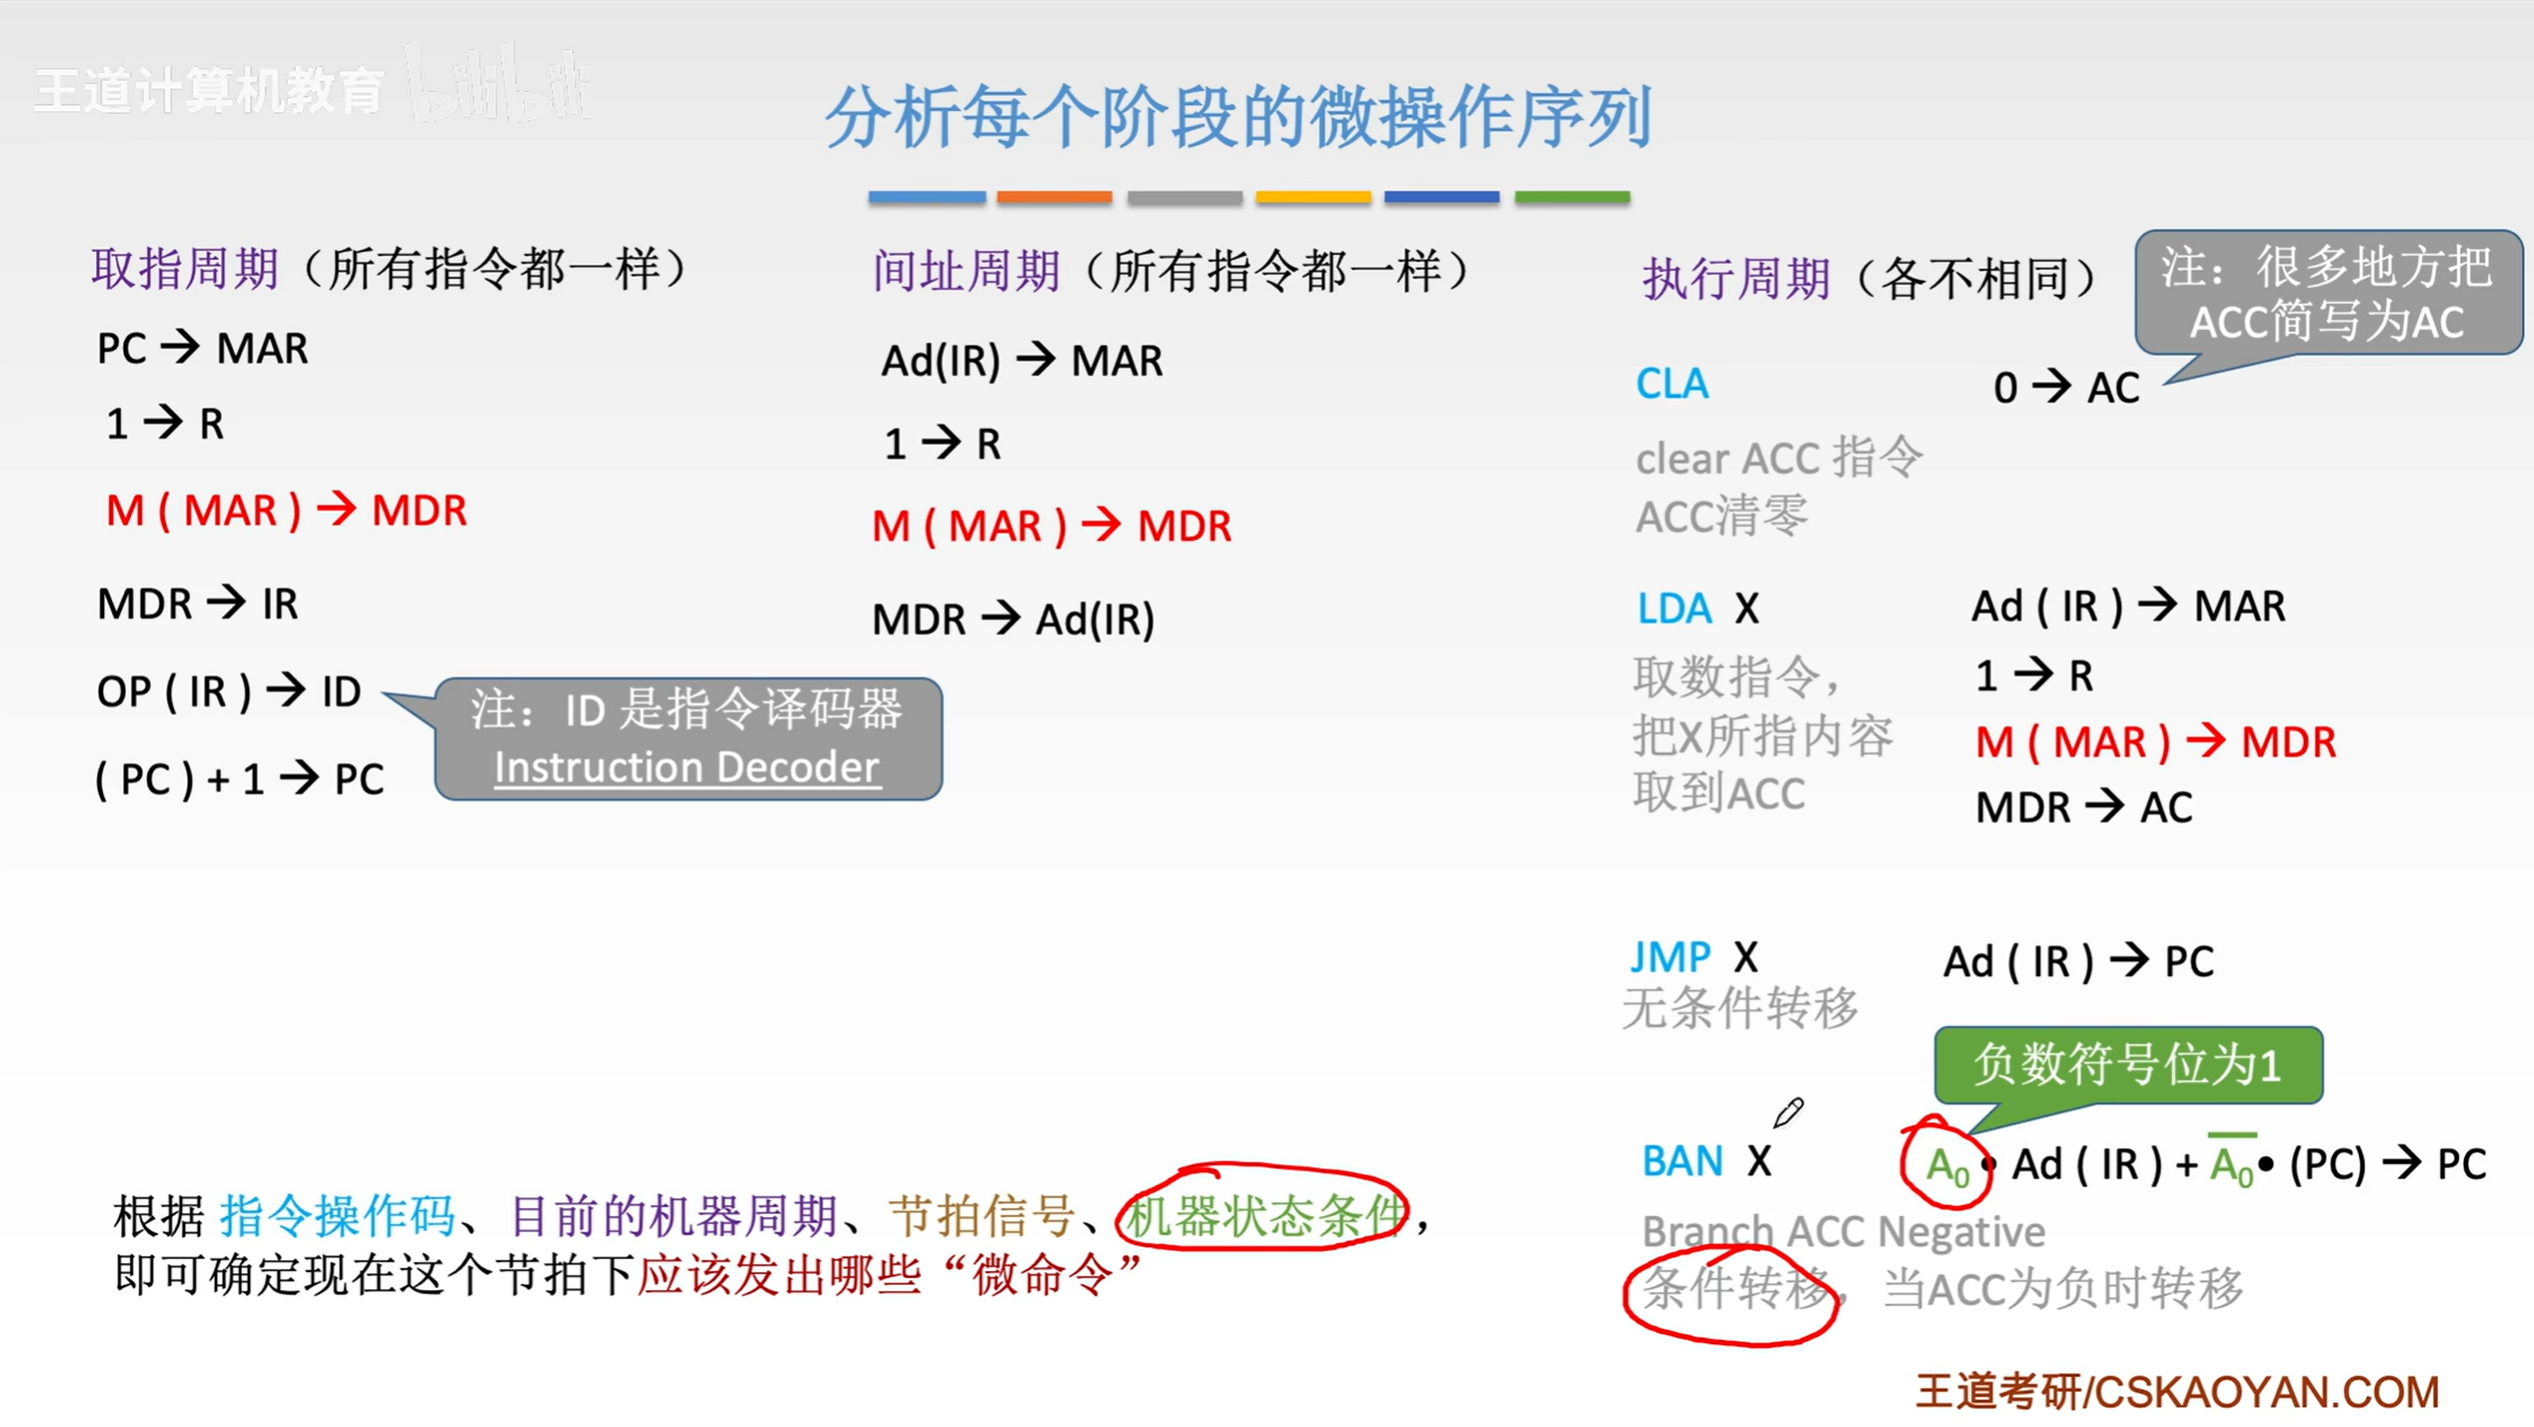 王道计算机教育 bilibili
分析每个阶段的微操作序列
取指周期（所有指令都一样）
PC → MAR
1 → R
M ( MAR ) → MDR
MDR → IR
OP ( IR ) → ID
注：ID 是指令译码器
Instruction Decoder
( PC ) + 1 → PC
间址周期（所有指令都一样）
Ad(IR) → MAR
1 → R
M ( MAR ) → MDR
MDR → Ad(IR)
执行周期（各不相同）
注：很多地方把
ACC简写为AC
CLA
0 → AC
clear ACC 指令
ACC清零
LDA X
取数指令，
把X所指内容
取到ACC
Ad ( IR ) → MAR
1 → R
M ( MAR ) → MDR
MDR → AC
JMP X
Ad ( IR ) → PC
无条件转移
负数符号位为1
BAN X
A₀ • Ad ( IR ) + A̅₀ • (PC) → PC
Branch ACC Negative
条件转移，当ACC为负时转移
根据 指令操作码、目前的机器周期、节拍信号、机器状态条件，
即可确定现在这个节拍下应该发出哪些“微命令”
王道考研/CSKAOYAN.COM